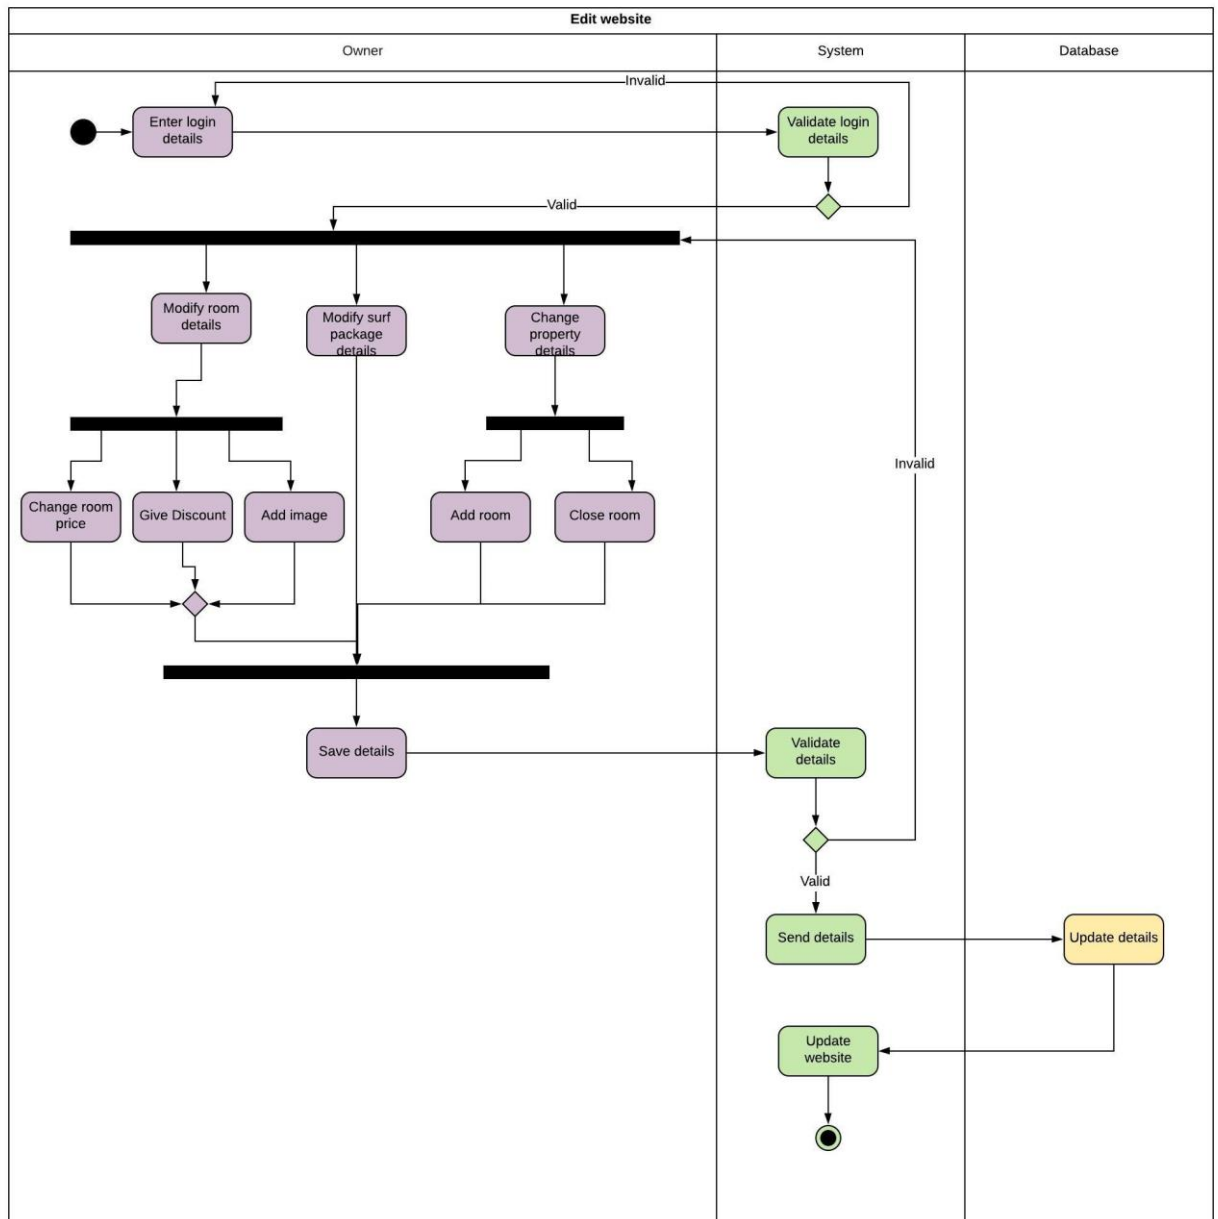 Edit website
Owner
System
Database
Invalid
Enter login
details
Validate login
details
Valid
Modify room
details
Modify surf
package
details
Change
property
details
Invalid
Change room
price
Give Discount
Add image
Add room
Close room
Save details
Validate
details
Valid
Send details
Update details
Update
website